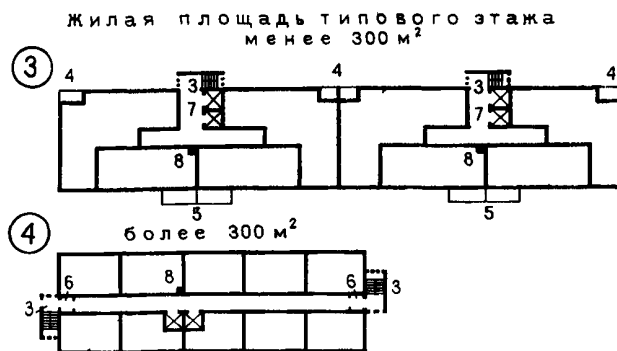 Жилая площадь типового этажа
менее 300 м²
3
4 3 4 3 4
7 7
8 8
5 5
4 более 300 м²
6 8 6 3
3